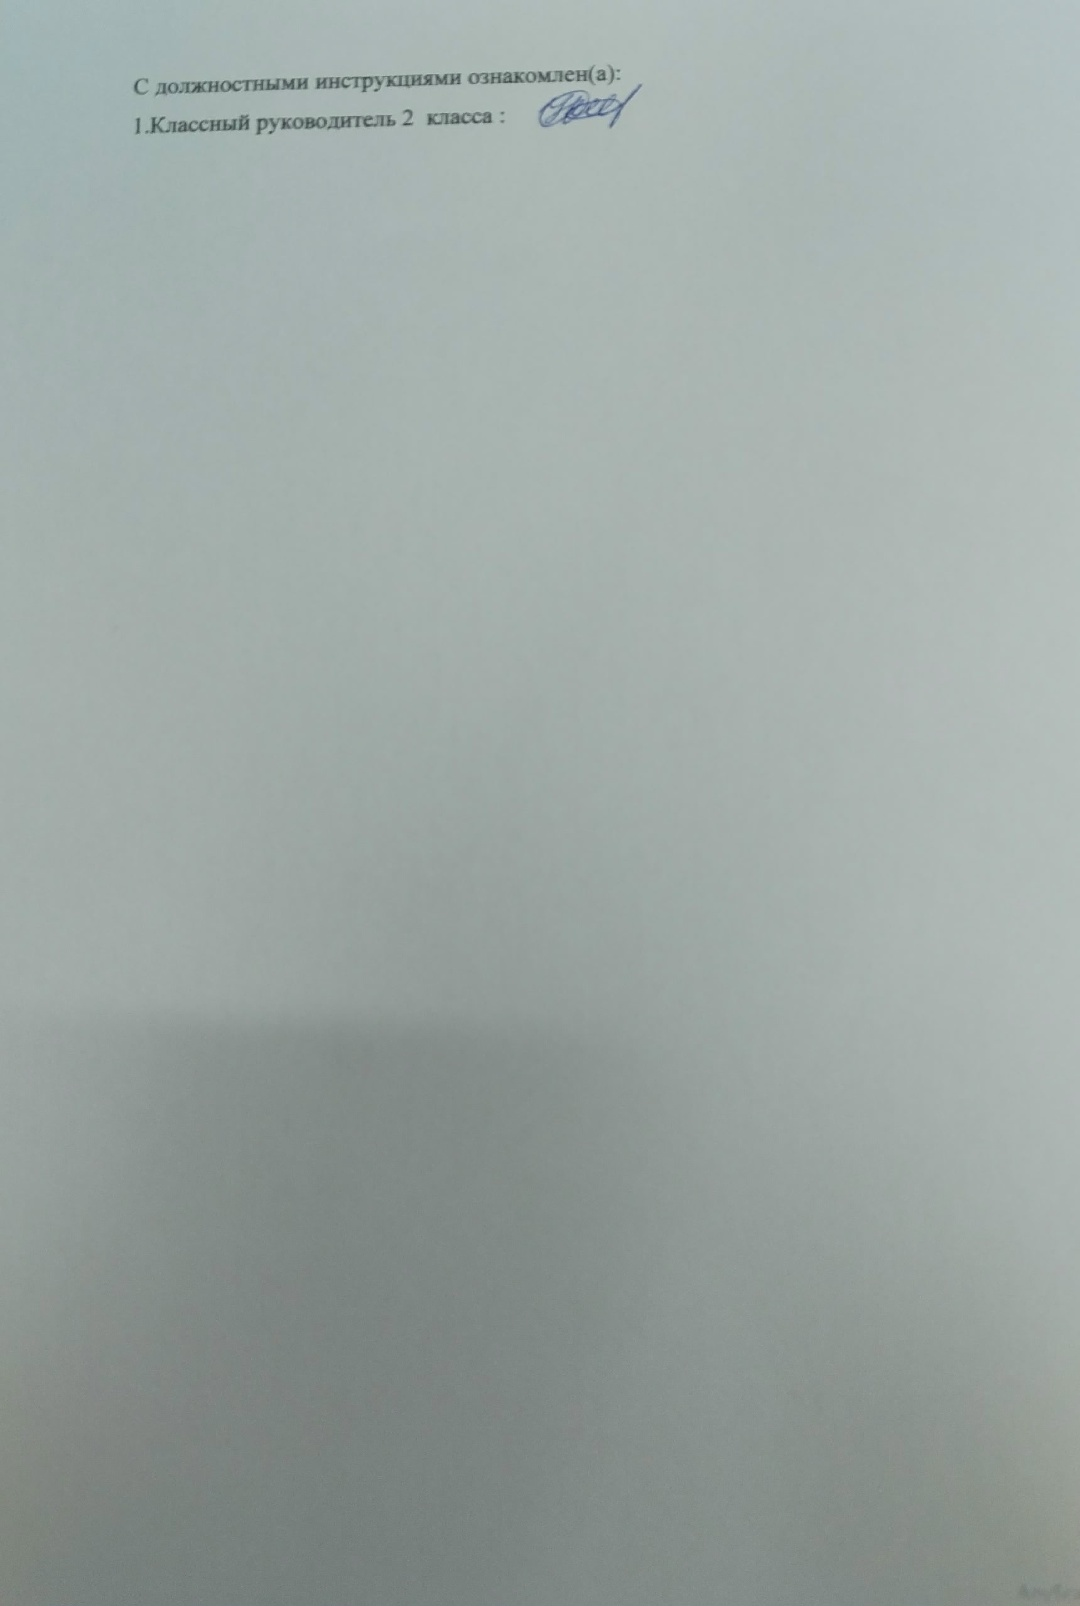 С должностными инструкциями ознакомлен(а):
1.Классный руководитель 2 класса :